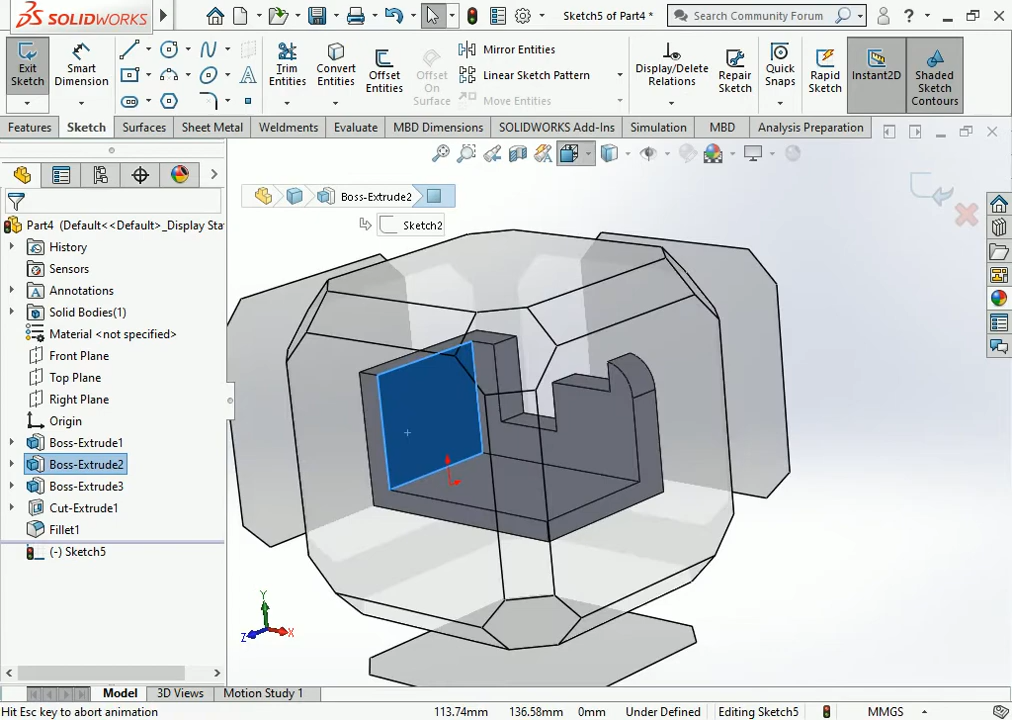 SOLIDWORKS
Sketch5 of Part4 *
Search Community Forum
Exit Sketch
Smart Dimension
Trim Entities
Convert Entities
Offset Entities
Offset On Surface
Mirror Entities
Linear Sketch Pattern
Move Entities
Display/Delete Relations
Repair Sketch
Quick Snaps
Rapid Sketch
Instant2D
Shaded Sketch Contours
Features
Sketch
Surfaces
Sheet Metal
Weldments
Evaluate
MBD Dimensions
SOLIDWORKS Add-Ins
Simulation
MBD
Analysis Preparation
Boss-Extrude2
Sketch2
Part4 (Default<<Default>_Display Sta
History
Sensors
Annotations
Solid Bodies(1)
Material <not specified>
Front Plane
Top Plane
Right Plane
Origin
Boss-Extrude1
Boss-Extrude2
Boss-Extrude3
Cut-Extrude1
Fillet1
(-) Sketch5
Y
Z
X
Model
3D Views
Motion Study 1
Hit Esc key to abort animation
113.74mm
136.58mm
0mm
Under Defined
Editing Sketch5
MMGS